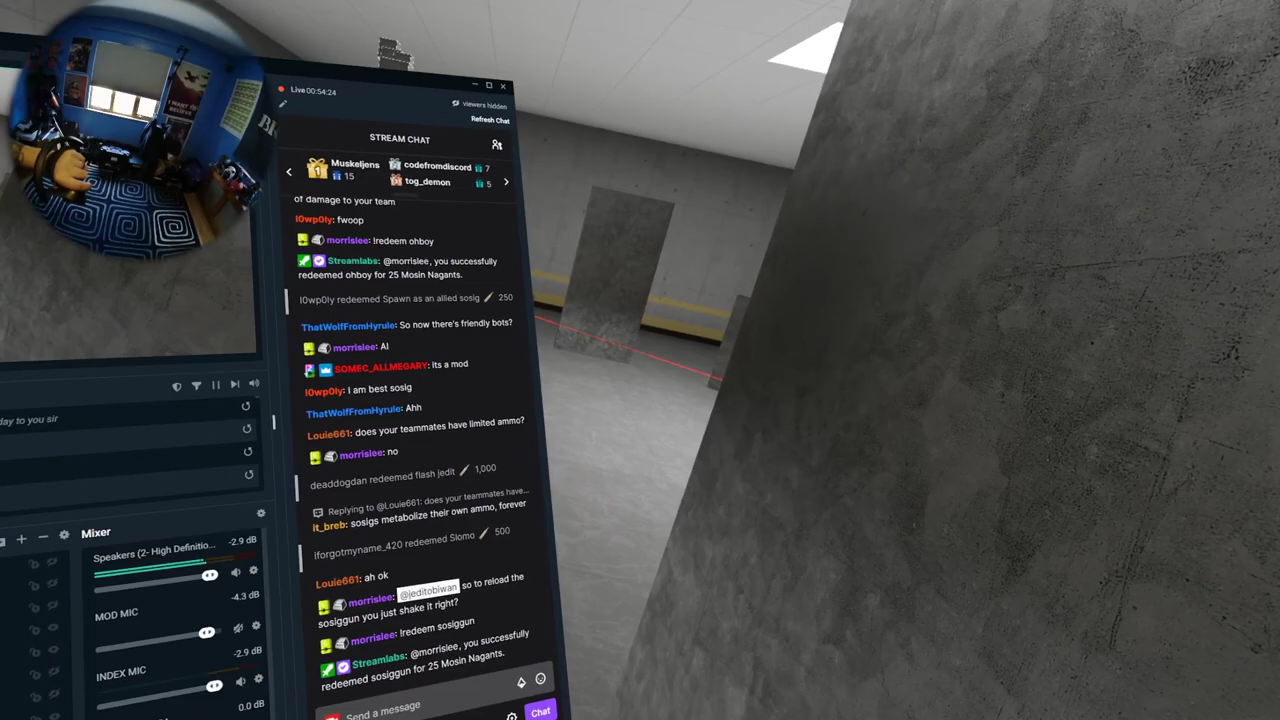 I WANT TO
BELIEVE
Live 00:54:24
viewers hidden
Refresh Chat
STREAM CHAT
1 Muskeljens
15
codefromdiscord 7
tog_demon 5
of damage to your team
l0wp0ly: fwoop
morrislee: !redeem ohboy
Streamlabs: @morrislee, you successfully
redeemed ohboy for 25 Mosin Nagants.
l0wp0ly redeemed Spawn as an allied sosig 250
ThatWolfFromHyrule: So now there's friendly bots?
morrislee: AI
SOMEC_ALLMEGARY: its a mod
l0wp0ly: I am best sosig
ThatWolfFromHyrule: Ahh
Louie661: does your teammates have limited ammo?
morrislee: no
deaddogdan redeemed flash jedit 1,000
Replying to @Louie661: does your teammates have...
it_breb: sosigs metabolize their own ammo, forever
iforgotmyname_420 redeemed Slomo 500
Louie661: ah ok
morrislee: @jeditobiwan so to reload the
sosiggun you just shake it right?
morrislee: !redeem sosiggun
Streamlabs: @morrislee, you successfully
redeemed sosiggun for 25 Mosin Nagants.
Send a message
Chat
day to you sir
Mixer
Speakers (2- High Definitio... -2.9 dB
MOD MIC -4.3 dB
INDEX MIC -2.9 dB
0.0 dB